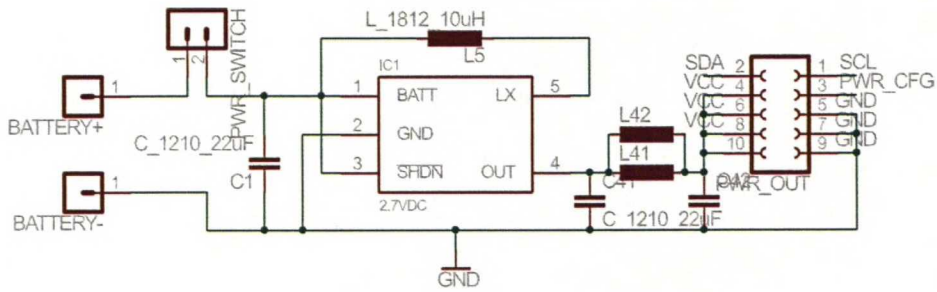 L_1812_10uH
L5
1
2
PWR_SWITCH
IC1
1
BATTERY+
1
BATT
LX
5
2
GND
3
SHDN
OUT
4
2.7VDC
C_1210_22uF
C1
1
BATTERY-
L42
L41
C41
C_1210_22uF
SDA
2
1
SCL
VCC
4
3
PWR_CFG
VCC
6
5
GND
VCC
8
7
GND
10
9
GND
PWR_OUT
GND